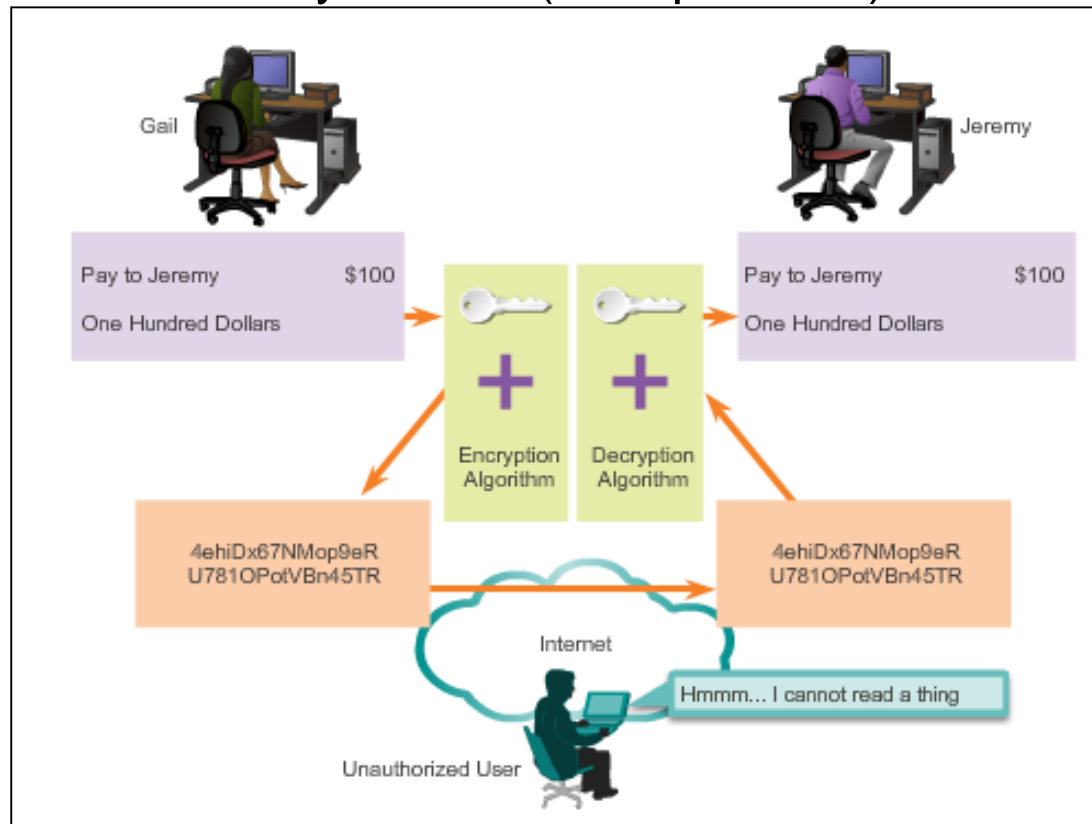 Gail
Jeremy
Pay to Jeremy $100
One Hundred Dollars
Encryption
Algorithm
Decryption
Algorithm
Pay to Jeremy $100
One Hundred Dollars
4ehiDx67NMop9eR
U781OPotVBn45TR
4ehiDx67NMop9eR
U781OPotVBn45TR
Internet
Hmmm... I cannot read a thing
Unauthorized User